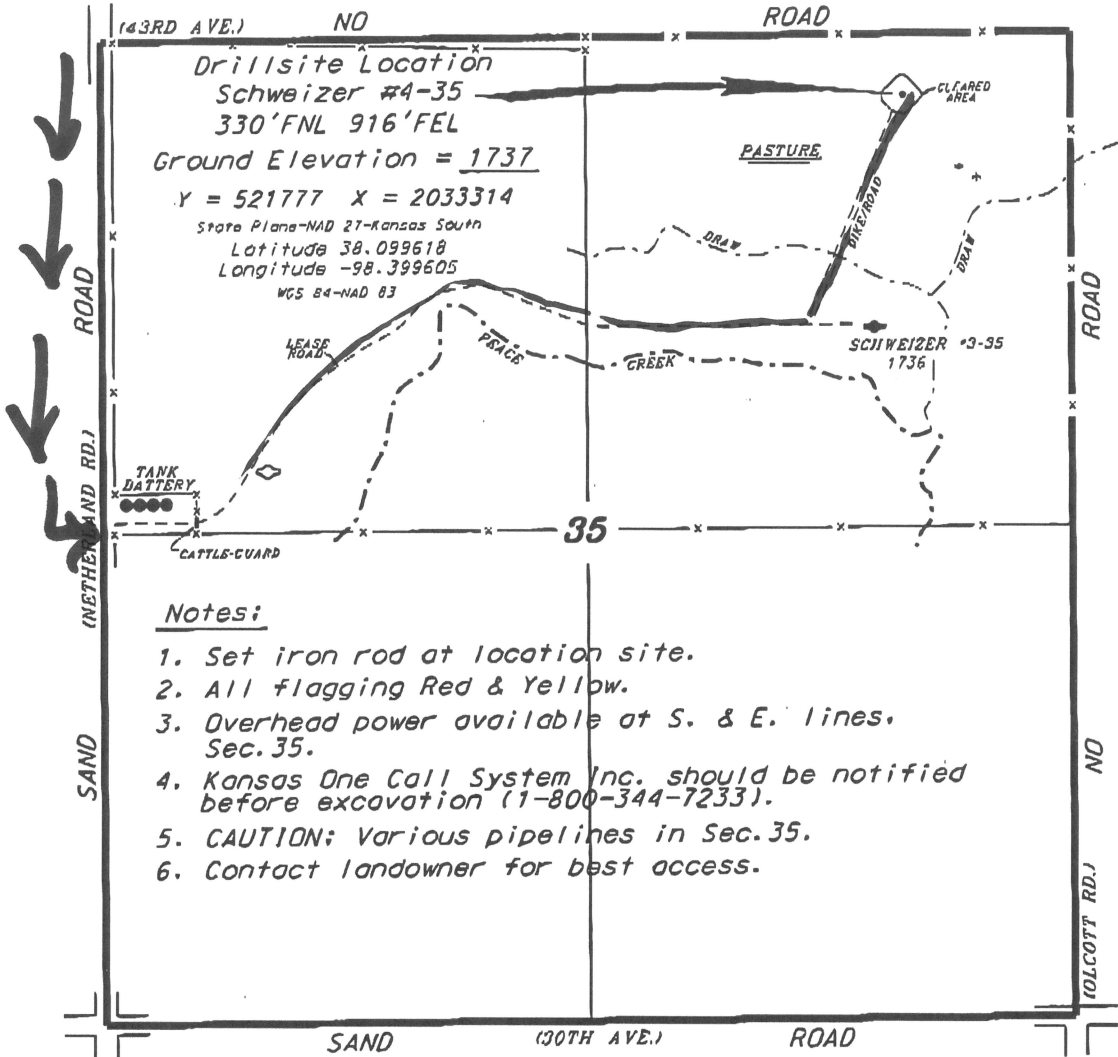 (43RD AVE.) NO ROAD
Drillsite Location
Schweizer #4-35
330'FNL 916'FEL
Ground Elevation = 1737
Y = 521777 X = 2033314
State Plane-NAD 27-Kansas South
Latitude 38.099618
Longitude -98.399605
WGS 84-NAD 83
CLEARED
AREA
PASTURE
DIKE/ROAD
DRAW
DRAW
ROAD
ROAD
LEASE
ROAD
PEACE
CREEK
SCHWEIZER #3-35
1736
TANK
BATTERY
(NETHERLAND RD.)
35
CATTLE-GUARD
Notes:
1. Set iron rod at location site.
2. All flagging Red & Yellow.
3. Overhead power available at S. & E. lines.
Sec. 35.
4. Kansas One Call System Inc. should be notified
before excavation (1-800-344-7233).
5. CAUTION: Various pipelines in Sec. 35.
6. Contact landowner for best access.
SAND
NO
(OLCOTT RD.)
SAND (30TH AVE.) ROAD